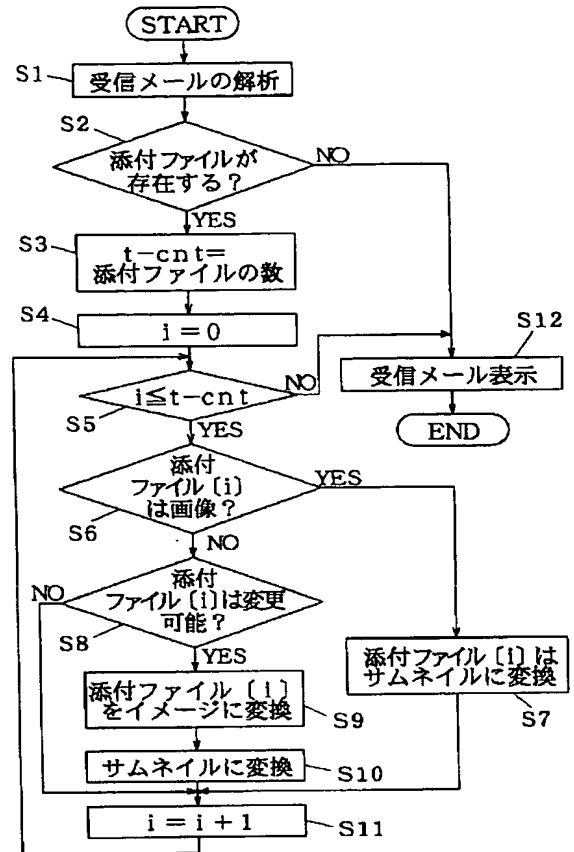 START
S1
受信メールの解析
S2
添付ファイルが
存在する?
NO
YES
S3
t-cnt=
添付ファイルの数
S4
i=0
S12
受信メール表示
END
i≦t-cnt
NO
S5
YES
添付
ファイル〔i〕
は画像?
YES
S6
NO
NO
添付
ファイル〔i〕は変更
可能?
S8
YES
添付ファイル〔i〕は
サムネイルに変換
S7
添付ファイル〔i〕
をイメージに変換
S9
サムネイルに変換
S10
i=i+1
S11